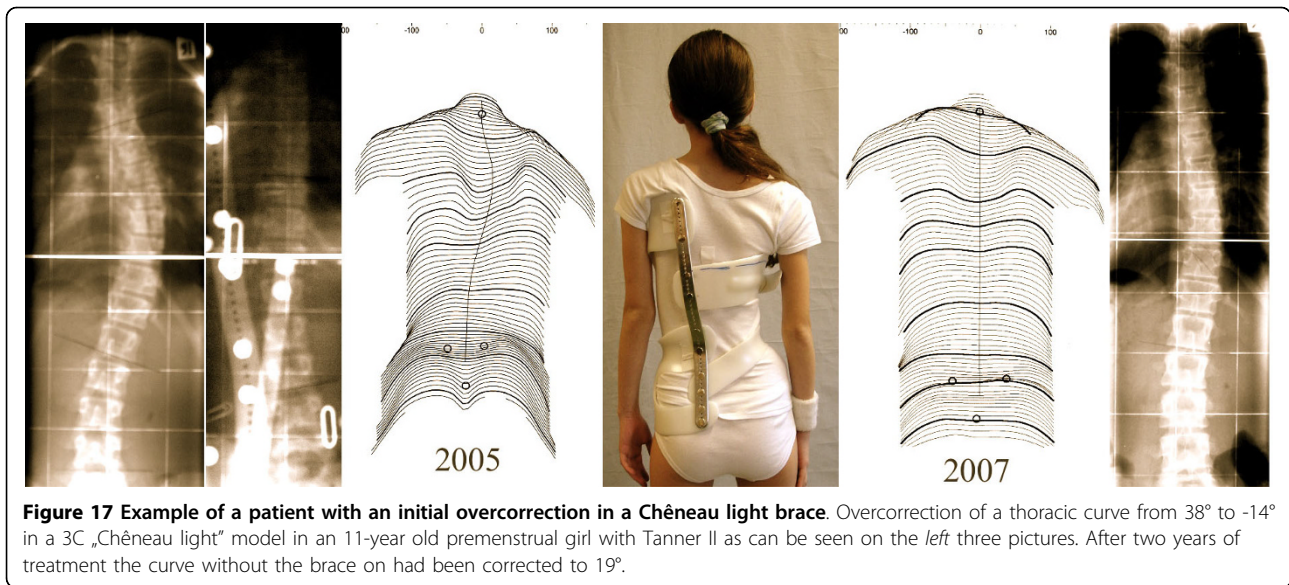 -100 0 100
2005
00 -100 0 100
2007
Figure 17 Example of a patient with an initial overcorrection in a Chêneau light brace. Overcorrection of a thoracic curve from 38° to -14°
in a 3C „Chêneau light” model in an 11-year old premenstrual girl with Tanner II as can be seen on the left three pictures. After two years of
treatment the curve without the brace on had been corrected to 19°.